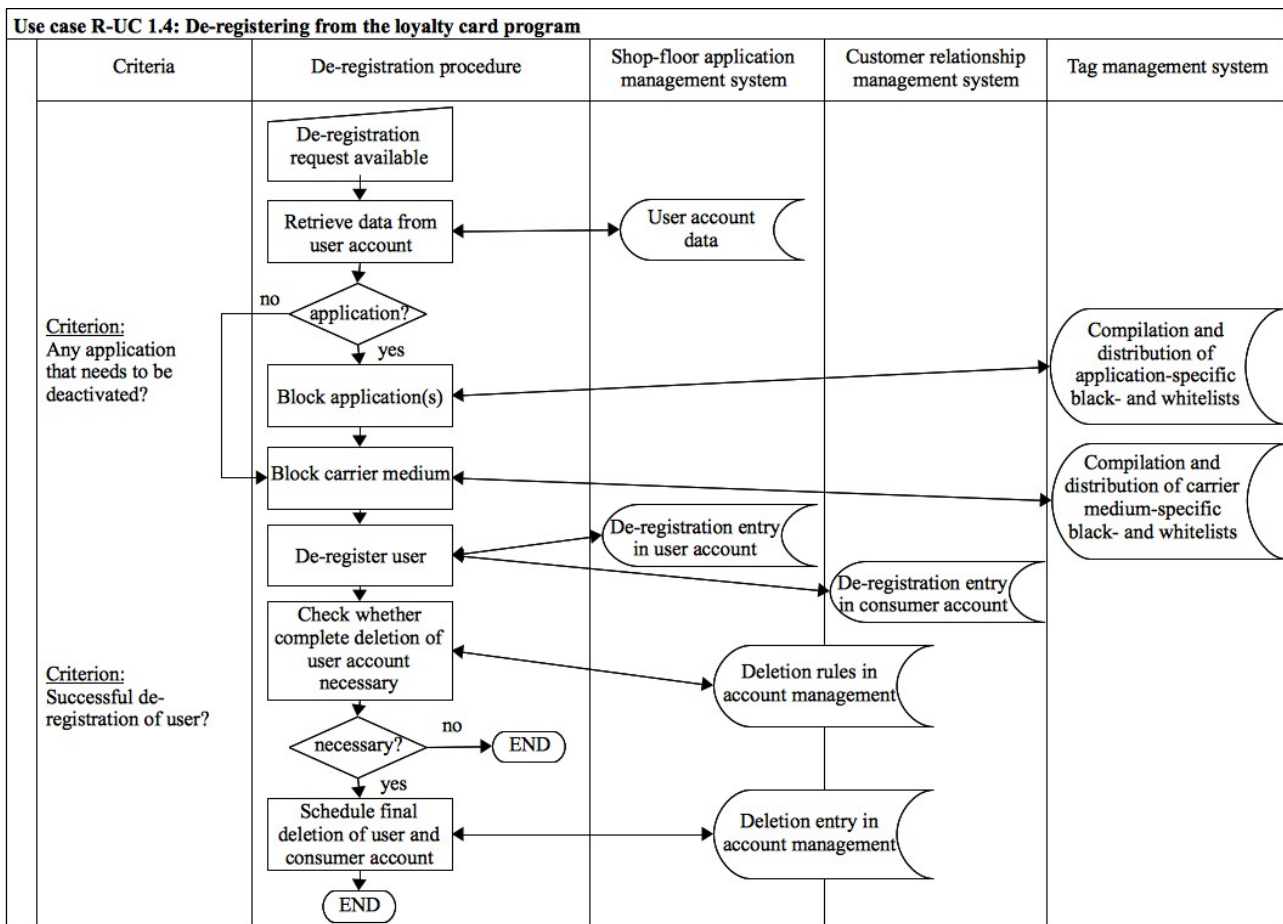 Use case R-UC 1.4: De-registering from the loyalty card program
Criteria
De-registration procedure
Shop-floor application
management system
Customer relationship
management system
Tag management system
De-registration
request available
Retrieve data from
user account
User account
data
no
application?
yes
Criterion:
Any application
that needs to be
deactivated?
Block application(s)
Compilation and
distribution of
application-specific
black- and whitelists
Block carrier medium
Compilation and
distribution of carrier
medium-specific
black- and whitelists
De-register user
De-registration entry
in user account
De-registration entry
in consumer account
Check whether
complete deletion of
user account
necessary
Criterion:
Successful de-
registration of user?
Deletion rules in
account management
necessary?
no
END
yes
Schedule final
deletion of user and
consumer account
Deletion entry in
account management
END